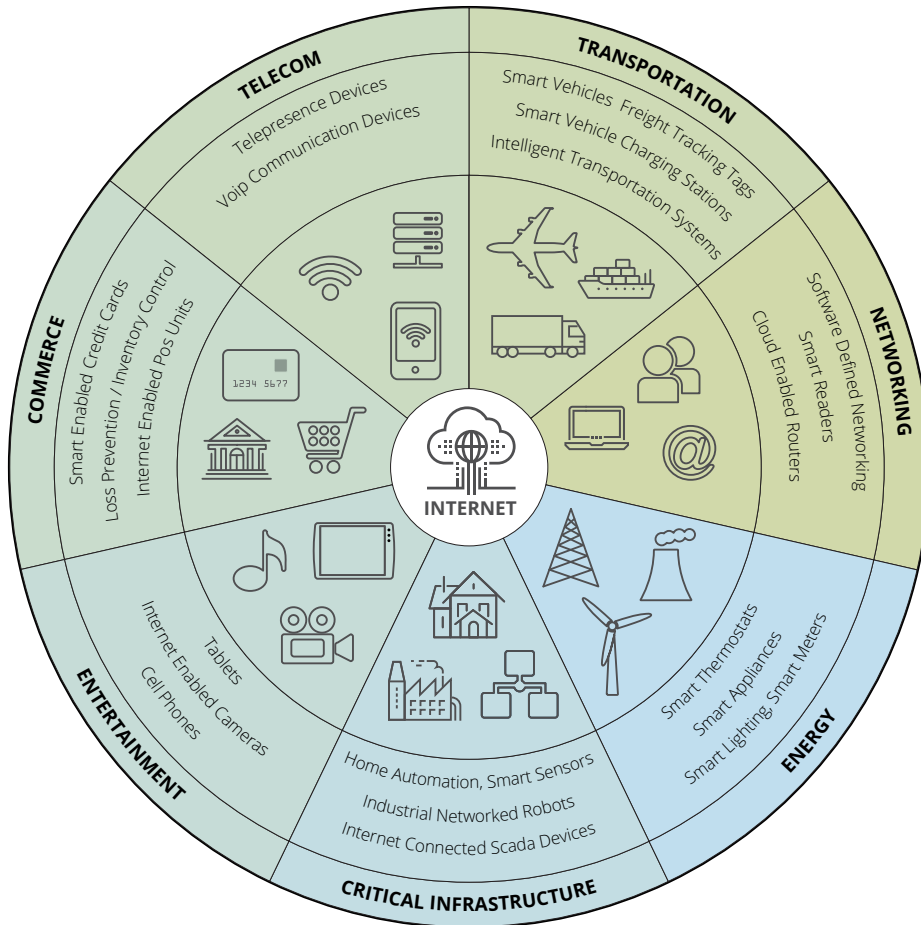 TELECOM
Telepresence Devices
Voip Communication Devices
TRANSPORTATION
Smart Vehicles Freight Tracking Tags
Smart Vehicle Charging Stations
Intelligent Transportation Systems
NETWORKING
Software Defined Networking
Smart Readers
Cloud Enabled Routers
ENERGY
Smart Thermostats
Smart Appliances
Smart Lighting, Smart Meters
CRITICAL INFRASTRUCTURE
Home Automation, Smart Sensors
Industrial Networked Robots
Internet Connected Scada Devices
ENTERTAINMENT
Tablets
Internet Enabled Cameras
Cell Phones
COMMERCE
Smart Enabled Credit Cards
Loss Prevention / Inventory Control
Internet Enabled Pos Units
1234 5677
@
INTERNET